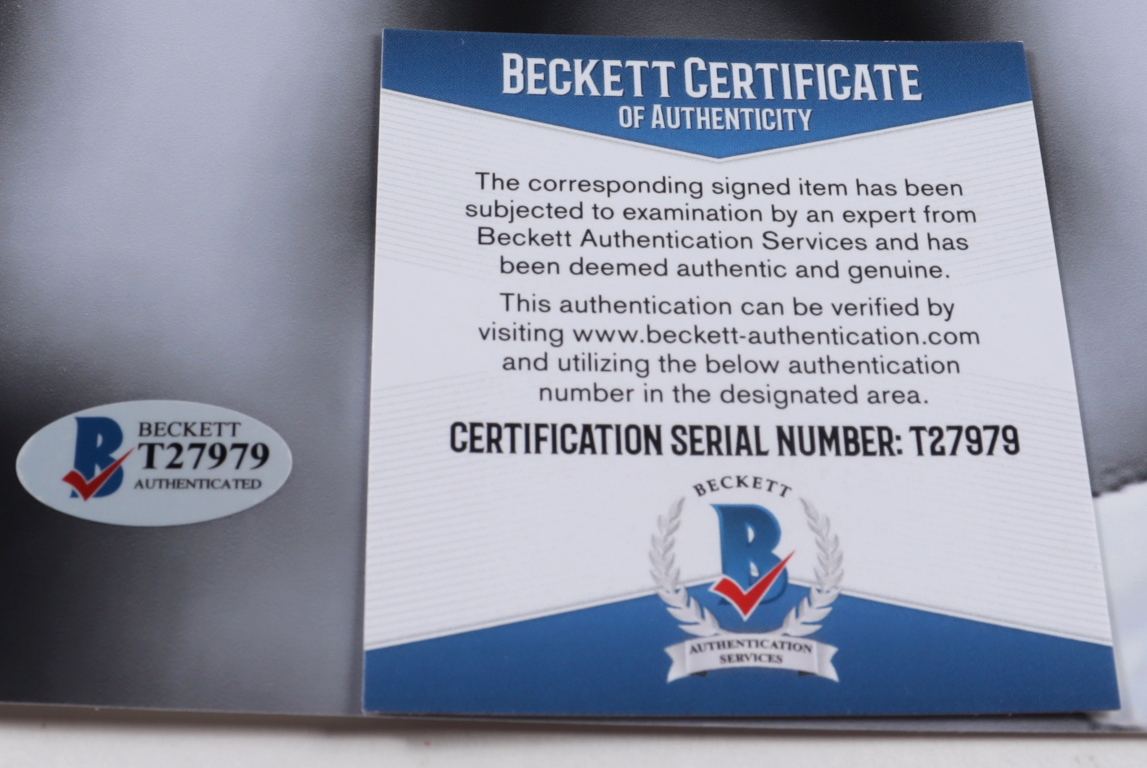 BECKETT CERTIFICATE
OF AUTHENTICITY
The corresponding signed item has been
subjected to examination by an expert from
Beckett Authentication Services and has
been deemed authentic and genuine.
This authentication can be verified by
visiting www.beckett-authentication.com
and utilizing the below authentication
number in the designated area.
CERTIFICATION SERIAL NUMBER: T27979
BECKETT
B
AUTHENTICATION
SERVICES
B
BECKETT
T27979
AUTHENTICATED